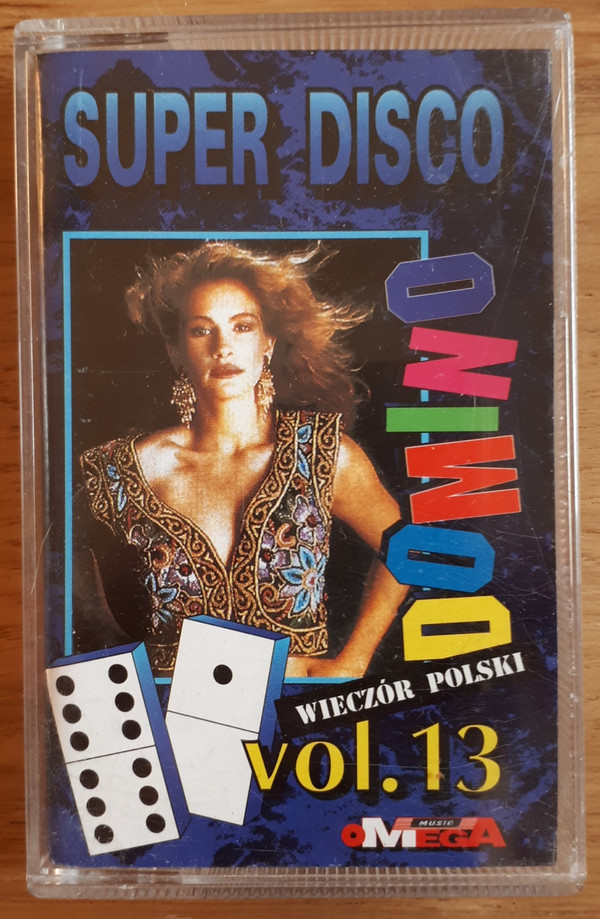 SUPER DISCO
DOMINO
WIECZÓR POLSKI
vol.13
OMEGA MUSIC